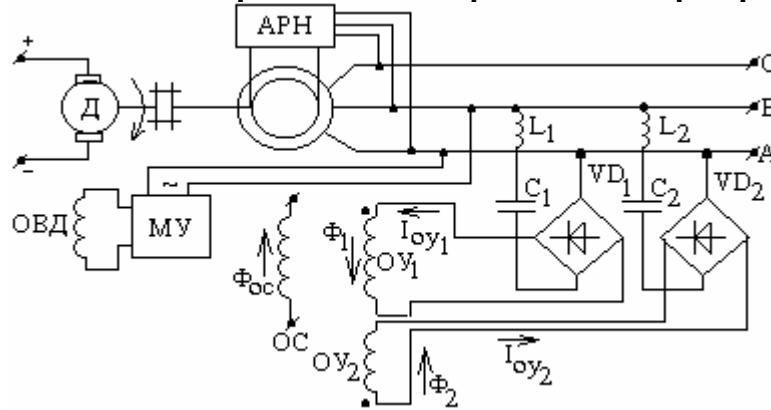 АРН
С
+
Д
В
L1
L2
А
-
~
VD1
VD2
C1
C2
ОВД
МУ
Φ1
Iоу1
ОУ1
Φос
ОС
ОУ2
Iоу2
Φ2